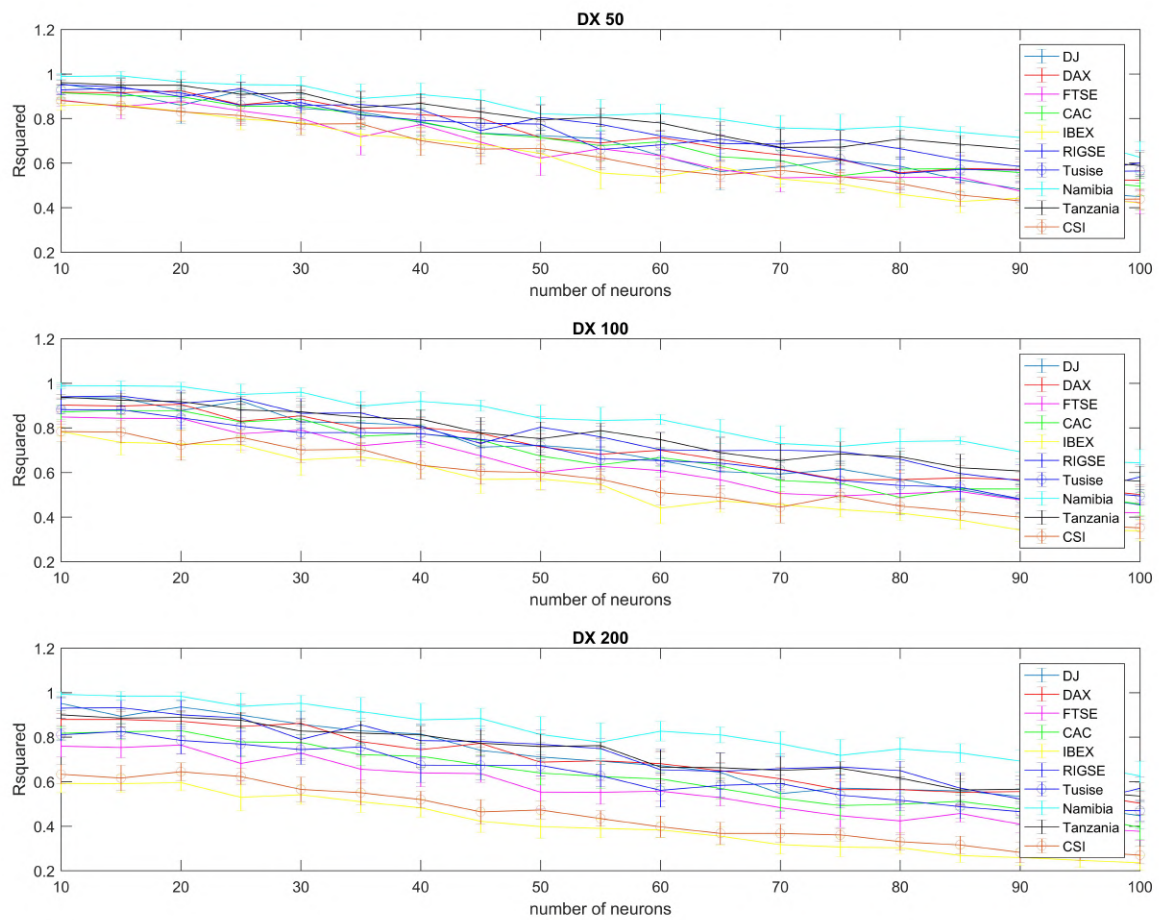 DX 50
1.2
1
0.8
0.6
0.4
0.2
Rsquared
10 20 30 40 50 60 70 80 90 100
number of neurons
DJ
DAX
FTSE
CAC
IBEX
RIGSE
Tusise
Namibia
Tanzania
CSI
DX 100
1.2
1
0.8
0.6
0.4
0.2
Rsquared
10 20 30 40 50 60 70 80 90 100
number of neurons
DJ
DAX
FTSE
CAC
IBEX
RIGSE
Tusise
Namibia
Tanzania
CSI
DX 200
1.2
1
0.8
0.6
0.4
0.2
Rsquared
10 20 30 40 50 60 70 80 90 100
number of neurons
DJ
DAX
FTSE
CAC
IBEX
RIGSE
Tusise
Namibia
Tanzania
CSI